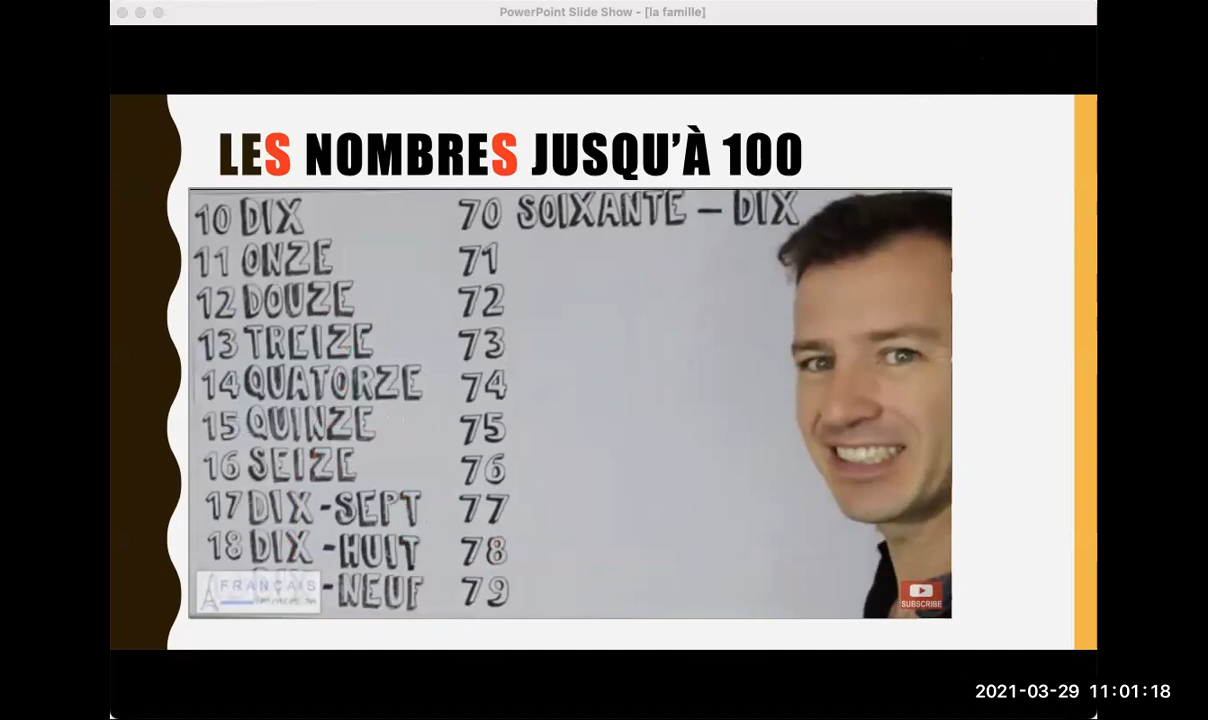 PowerPoint Slide Show - [la famille]
LES NOMBRES JUSQU'À 100
10 DIX
11 ONZE
12 DOUZE
13 TREIZE
14 QUATORZE
15 QUINZE
16 SEIZE
17 DIX-SEPT
18 DIX-HUIT
-NEUF
70 SOIXANTE - DIX
71
72
73
74
75
76
77
78
79
FRANÇAIS
SUBSCRIBE
2021-03-29 11:01:18